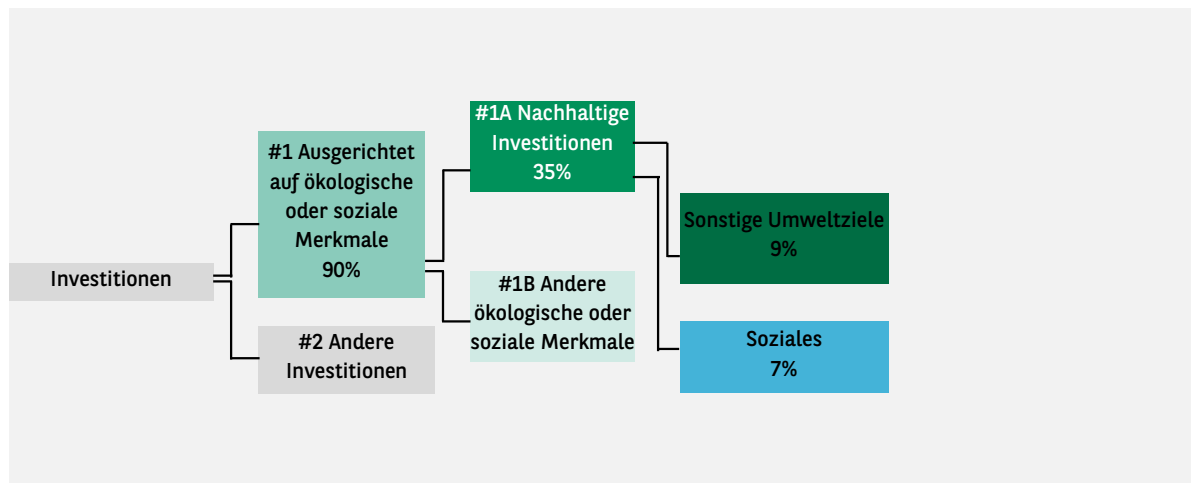 Investitionen
#1 Ausgerichtet
auf ökologische
oder soziale
Merkmale
90%
#2 Andere
Investitionen
#1A Nachhaltige
Investitionen
35%
#1B Andere
ökologische oder
soziale Merkmale
Sonstige Umweltziele
9%
Soziales
7%